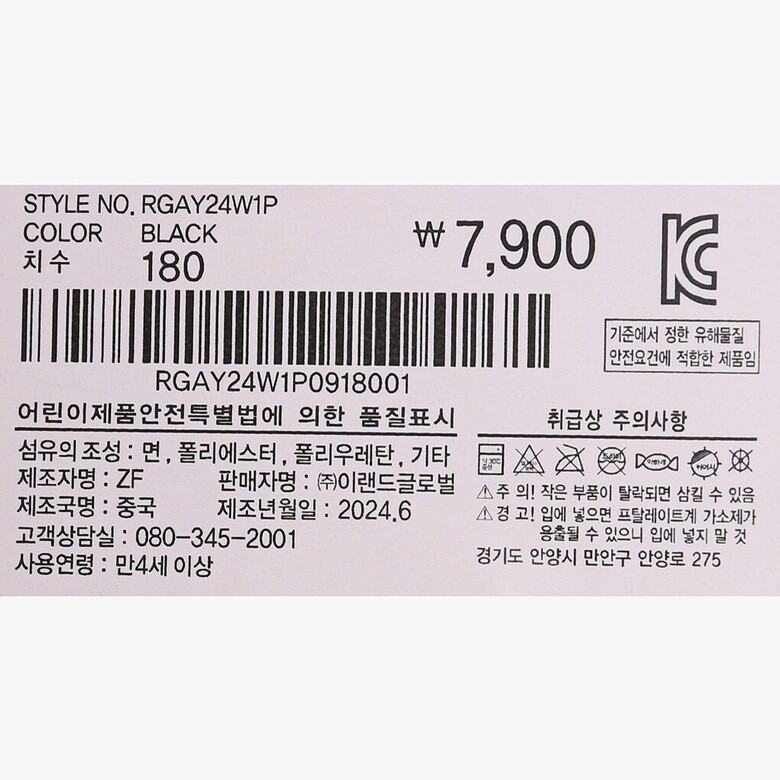 STYLE NO. RGAY24W1P
COLOR BLACK
치수 180
₩7,900
기준에서 정한 유해물질
안전요건에 적합한 제품임
RGAY24W1P0918001
어린이제품안전특별법에 의한 품질표시
섬유의 조성 : 면, 폴리에스터, 폴리우레탄, 기타
제조자명 : ZF 판매자명 : ㈜이랜드글로벌
제조국명 : 중국 제조년월일 : 2024.6
고객상담실 : 080-345-2001
사용연령 : 만4세 이상
취급상 주의사항
⚠주 의! 작은 부품이 탈락되면 삼킬 수 있음
⚠경 고! 입에 넣으면 프탈레이트계 가소제가
용출될 수 있으니 입에 넣지 말 것
경기도 안양시 만안구 안양로 275